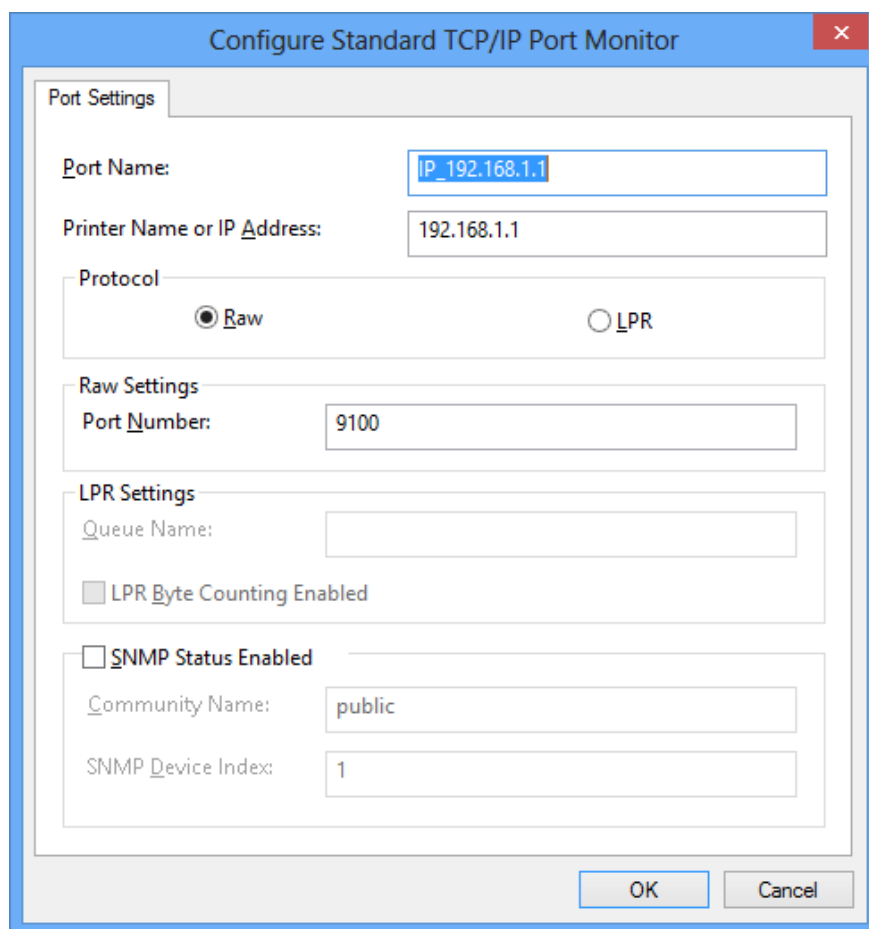 Configure Standard TCP/IP Port Monitor
Port Settings
Port Name: IP_192.168.1.1
Printer Name or IP Address: 192.168.1.1
Protocol
Raw LPR
Raw Settings
Port Number: 9100
LPR Settings
Queue Name:
LPR Byte Counting Enabled
SNMP Status Enabled
Community Name: public
SNMP Device Index: 1
OK Cancel